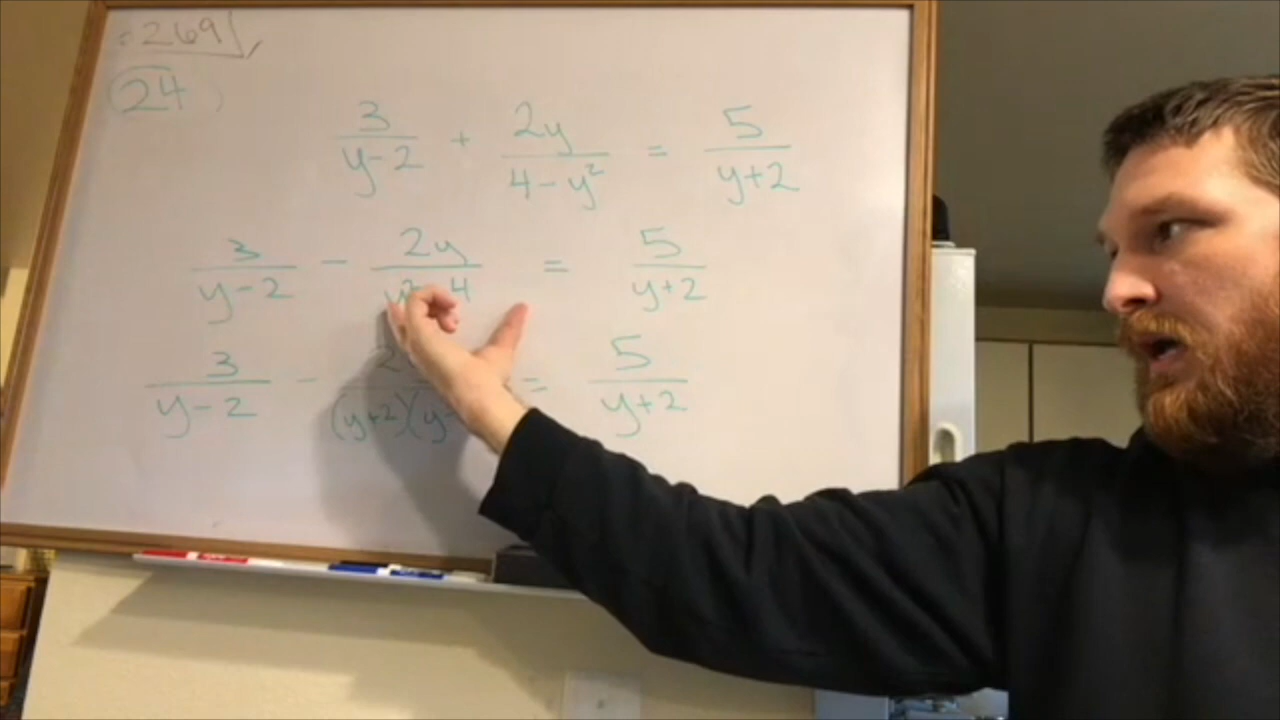 = 269
24
3/(y-2) + 2y/(4-y²) = 5/(y+2)
3/(y-2) - 2y/(y² 4) = 5/(y+2)
3/(y-2) - 2/(y+2)(y- = 5/(y+2)